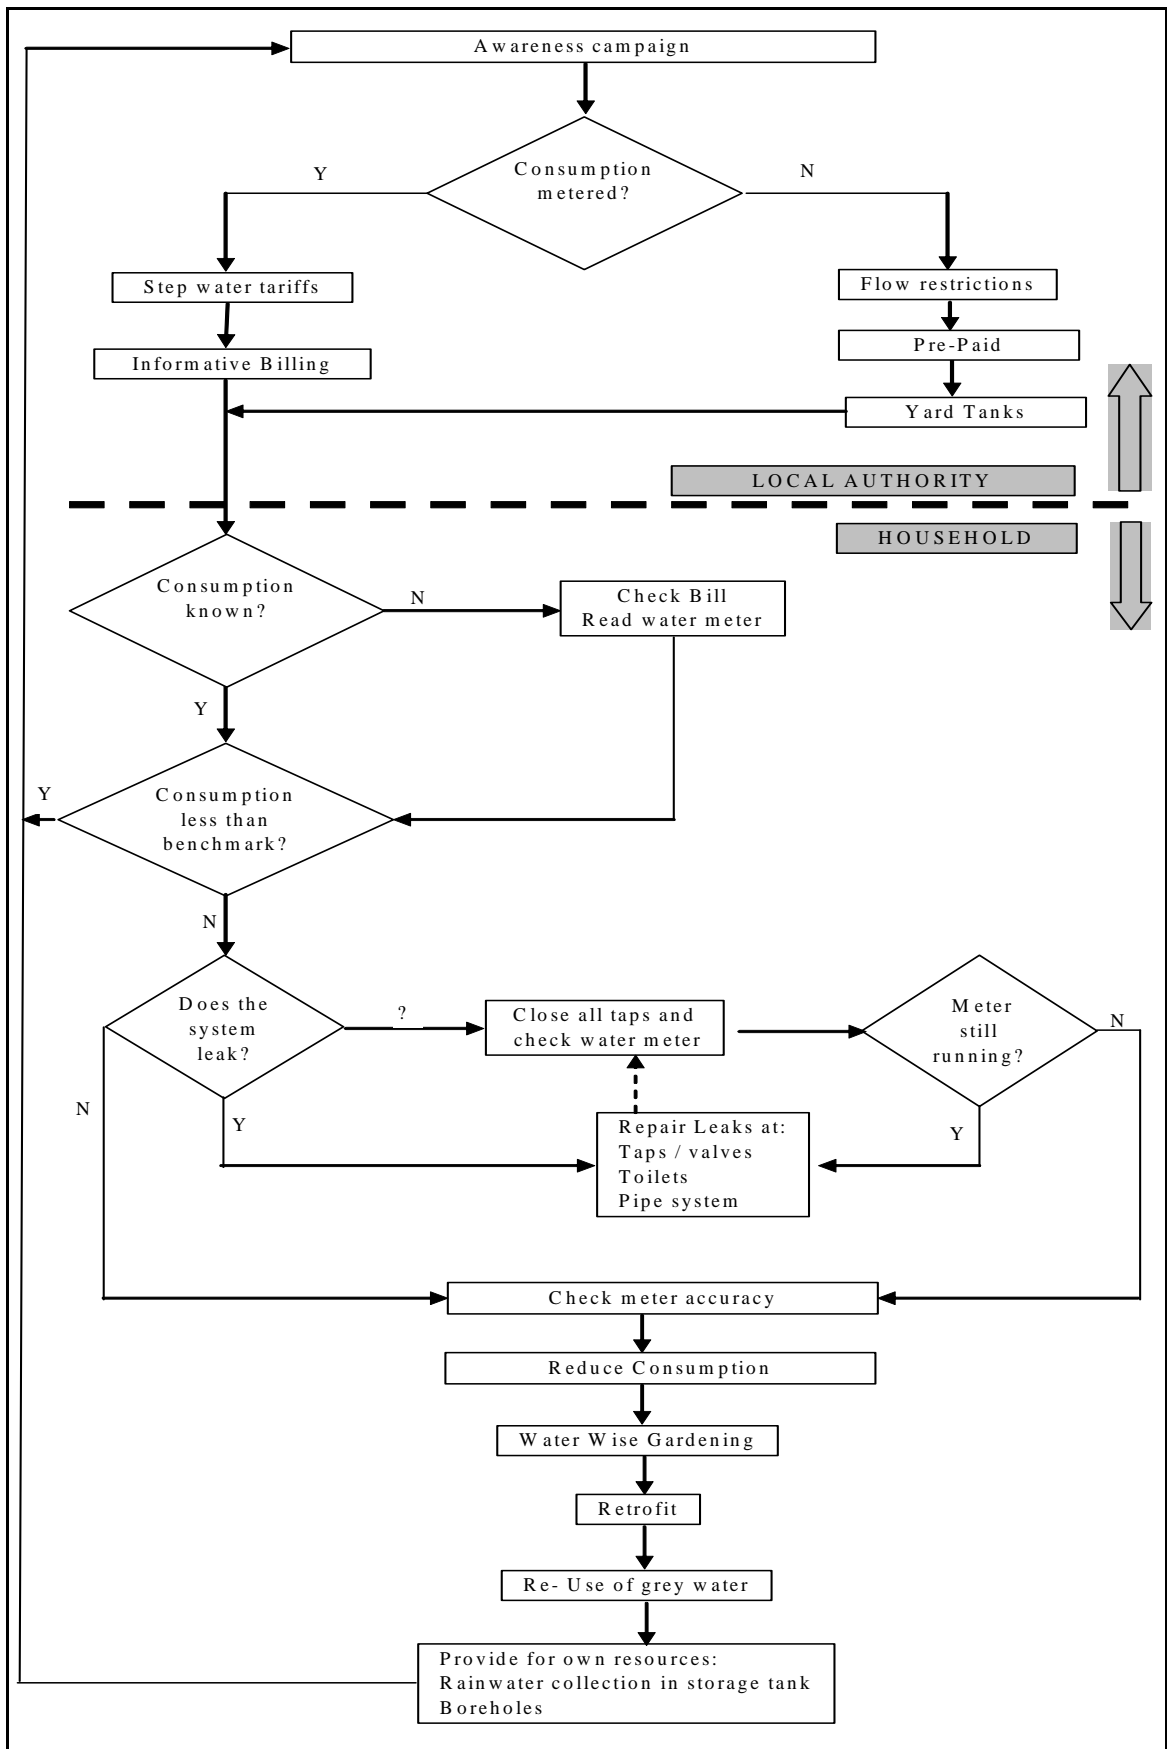 Awareness campaign
Consumption
metered?
Y
N
Step water tariffs
Flow restrictions
Informative Billing
Pre-Paid
Yard Tanks
LOCAL AUTHORITY
HOUSEHOLD
Consumption
known?
N
Check Bill
Read water meter
Y
Y
Consumption
less than
benchmark?
N
Does the
system
leak?
?
Close all taps and
check water meter
Meter
still
running?
N
N
Y
Repair Leaks at:
Taps / valves
Toilets
Pipe system
Y
Check meter accuracy
Reduce Consumption
Water Wise Gardening
Retrofit
Re- Use of grey water
Provide for own resources:
Rainwater collection in storage tank
Boreholes